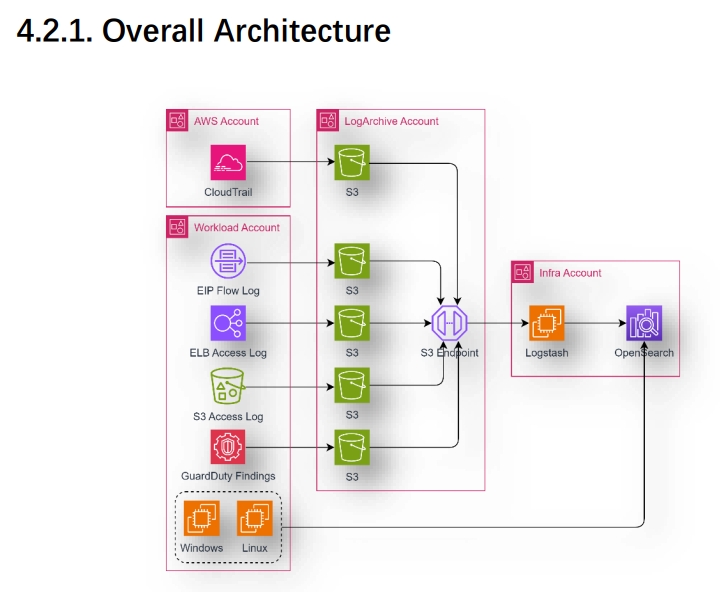 4.2.1. Overall Architecture
AWS Account
CloudTrail
LogArchive Account
S3
Workload Account
EIP Flow Log
S3
ELB Access Log
S3
S3 Endpoint
S3 Access Log
S3
GuardDuty Findings
S3
Windows
Linux
Infra Account
Logstash
OpenSearch